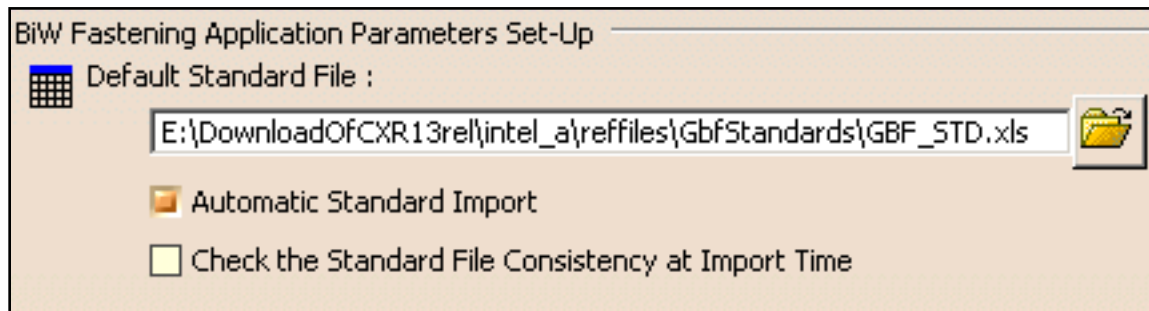 BiW Fastening Application Parameters Set-Up
Default Standard File :
E:\DownloadOfCXR13rel\intel_a\reffiles\GbfStandards\GBF_STD.xls
Automatic Standard Import
Check the Standard File Consistency at Import Time